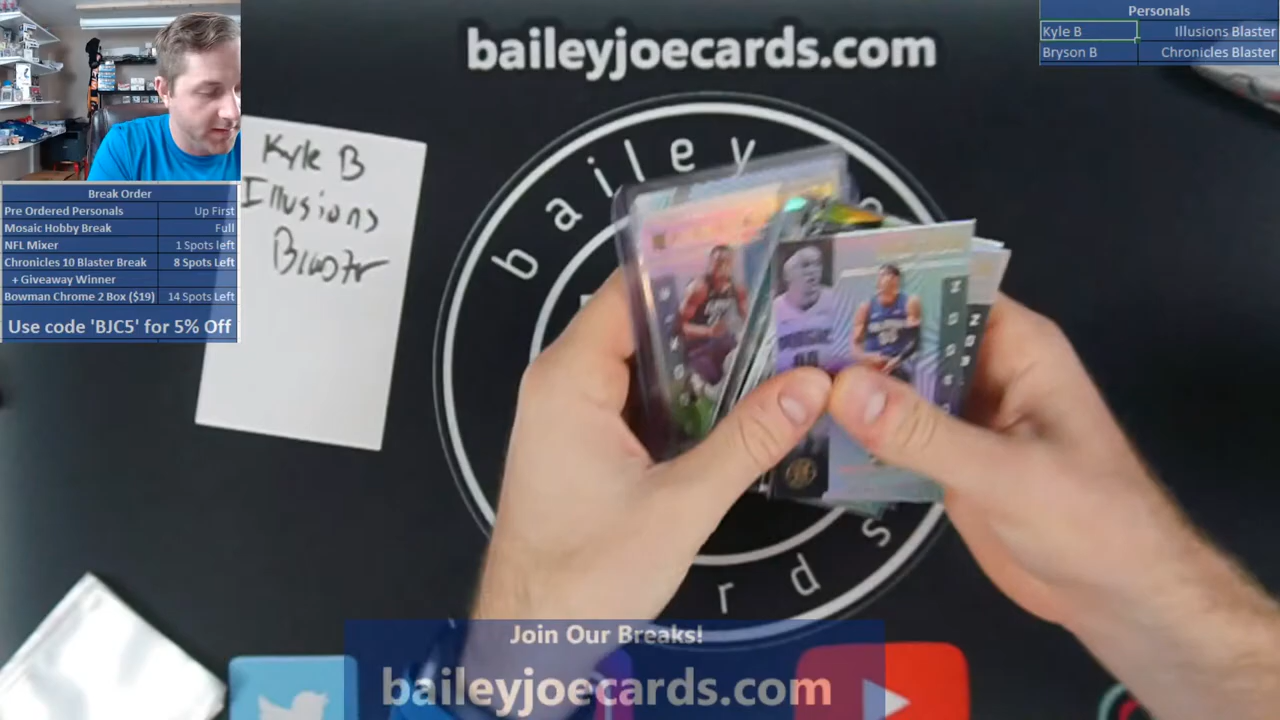 baileyjoecards.com
Personals
Kyle B Illusions Blaster
Bryson B Chronicles Blaster
Kyle B
Illusions
Blaster
bailey
rds
Break Order
Pre Ordered Personals Up First
Mosaic Hobby Break Full
NFL Mixer 1 Spots left
Chronicles 10 Blaster Break 8 Spots Left
+ Giveaway Winner
Bowman Chrome 2 Box ($19) 14 Spots Left
Use code 'BJC5' for 5% Off
Join Our Breaks!
baileyjoecards.com